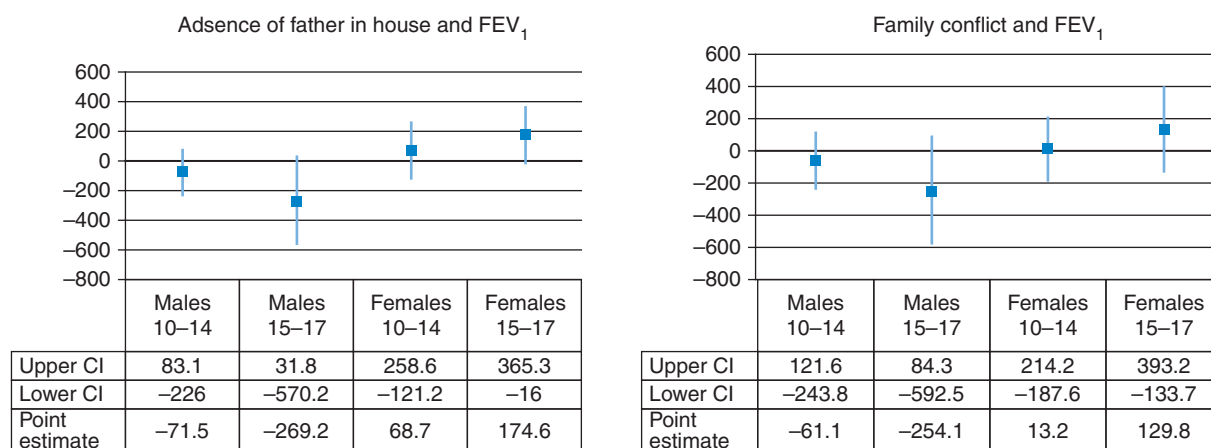 Absence of father in house and FEV1
600
400
200
0
−200
−400
−600
−800
Males 10–14 Males 15–17 Females 10–14 Females 15–17
Upper CI 83.1 31.8 258.6 365.3
Lower CI −226 −570.2 −121.2 −16
Point estimate −71.5 −269.2 68.7 174.6
Family conflict and FEV1
600
400
200
0
−200
−400
−600
−800
Males 10–14 Males 15–17 Females 10–14 Females 15–17
Upper CI 121.6 84.3 214.2 393.2
Lower CI −243.8 −592.5 −187.6 −133.7
Point estimate −61.1 −254.1 13.2 129.8